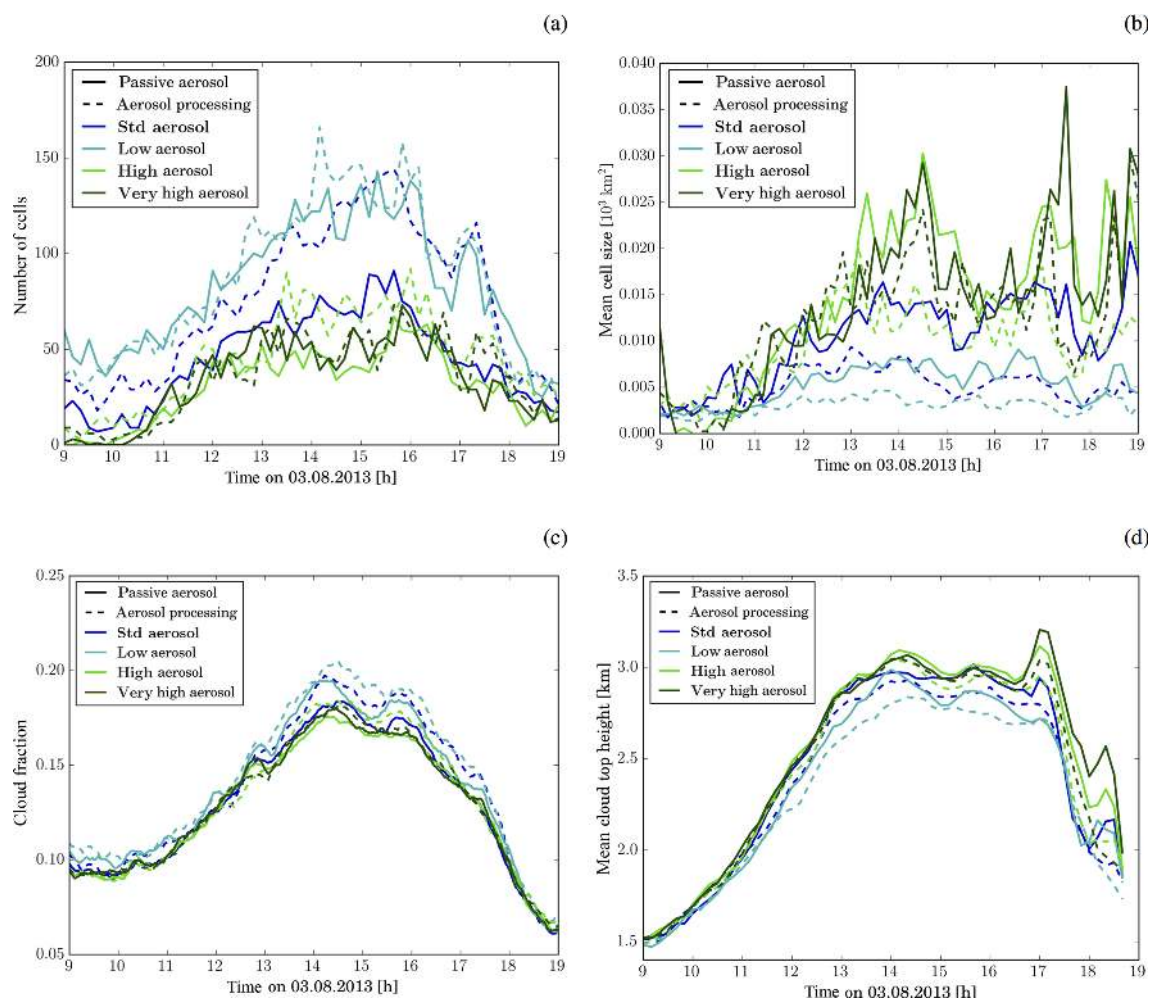 (a)
200
150
100
50
0
Number of cells
Passive aerosol
Aerosol processing
Std aerosol
Low aerosol
High aerosol
Very high aerosol
9 10 11 12 13 14 15 16 17 18 19
Time on 03.08.2013 [h]
(b)
0.040
0.035
0.030
0.025
0.020
0.015
0.010
0.005
0.000
Mean cell size [10³ km²]
Passive aerosol
Aerosol processing
Std aerosol
Low aerosol
High aerosol
Very high aerosol
9 10 11 12 13 14 15 16 17 18 19
Time on 03.08.2013 [h]
(c)
0.25
0.20
0.15
0.10
0.05
Cloud fraction
Passive aerosol
Aerosol processing
Std aerosol
Low aerosol
High aerosol
Very high aerosol
9 10 11 12 13 14 15 16 17 18 19
Time on 03.08.2013 [h]
(d)
3.5
3.0
2.5
2.0
1.5
Mean cloud top height [km]
Passive aerosol
Aerosol processing
Std aerosol
Low aerosol
High aerosol
Very high aerosol
9 10 11 12 13 14 15 16 17 18 19
Time on 03.08.2013 [h]